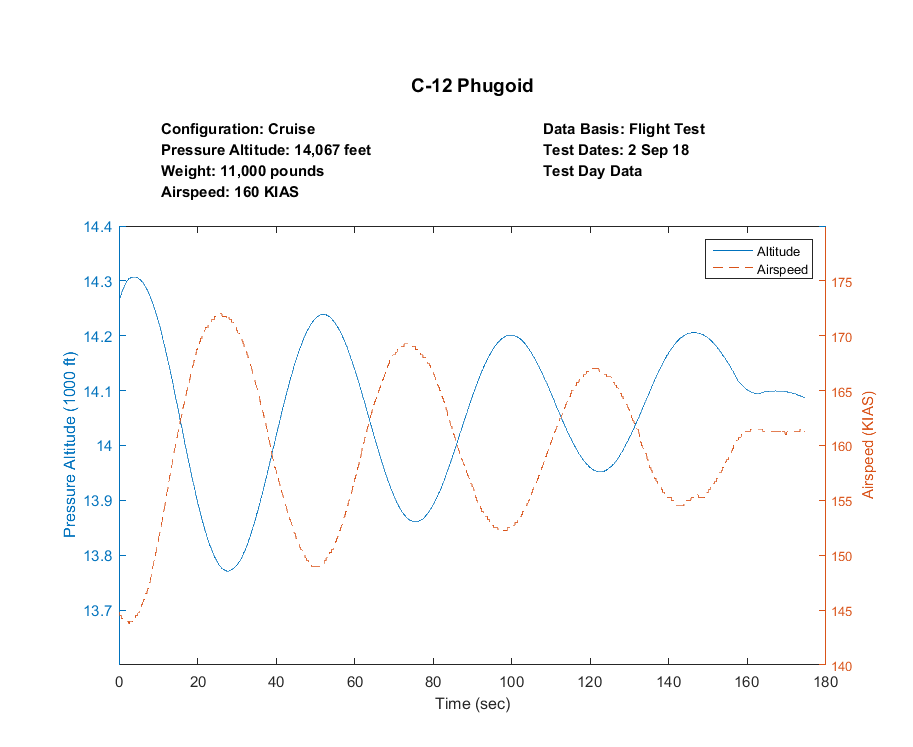 C-12 Phugoid
Configuration: Cruise
Pressure Altitude: 14,067 feet
Weight: 11,000 pounds
Airspeed: 160 KIAS
Data Basis: Flight Test
Test Dates: 2 Sep 18
Test Day Data
Altitude
Airspeed
Pressure Altitude (1000 ft)
14.4
14.3
14.2
14.1
14
13.9
13.8
13.7
175
170
165
160
155
150
145
140
Airspeed (KIAS)
0 20 40 60 80 100 120 140 160 180
Time (sec)